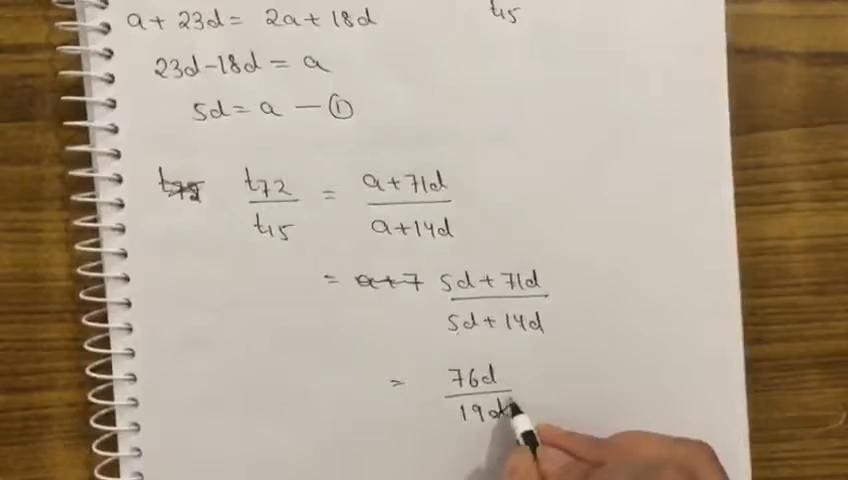 a + 23d = 2a + 18d
t15
23d - 18d = a
5d = a — ①
t72 / t15 = a + 71d / a + 14d
= 5d + 71d / 5d + 14d
= 76d / 19d